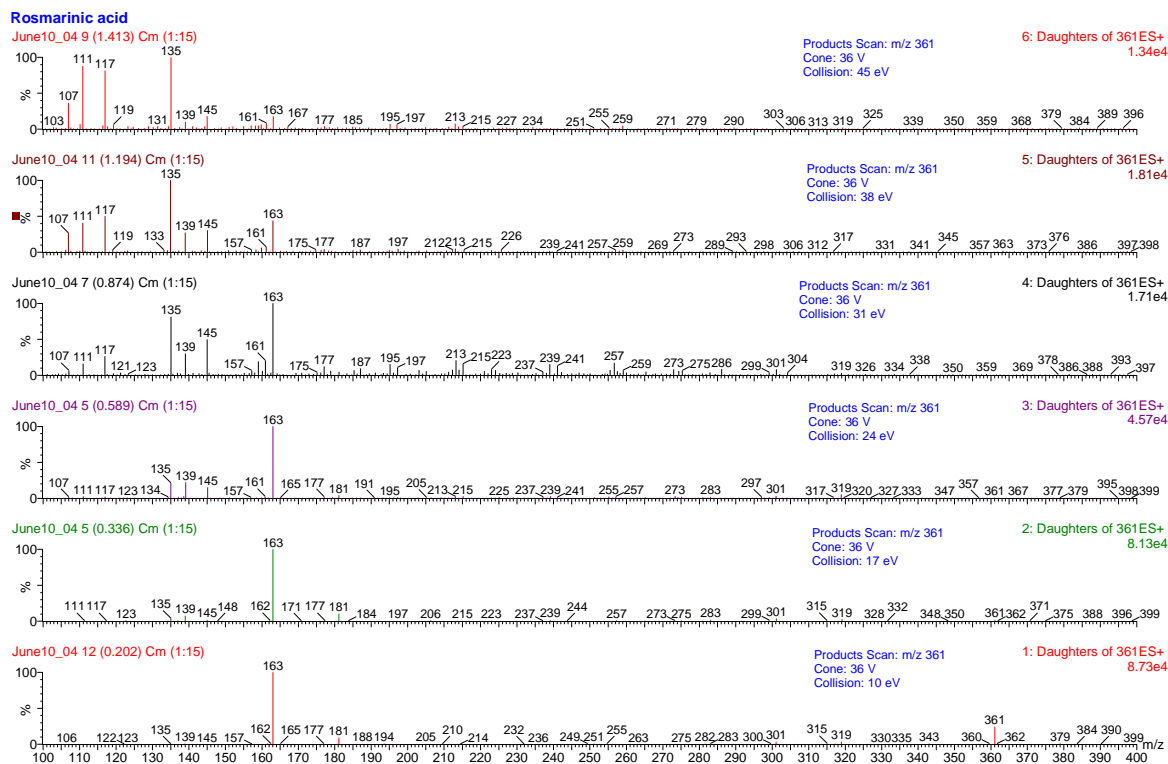 Rosmarinic acid
June10_04 9 (1.413) Cm (1:15)
6: Daughters of 361ES+
1.34e4
Products Scan: m/z 361
Cone: 36 V
Collision: 45 eV
100
%
0
135
111 117
107
103 119 131 139 145 161 163 167 177 185 195 197 213 215 227 234 251 255 259 271 279 290 303 306 313 319 325 339 350 359 368 379 384 389 396
June10_04 11 (1.194) Cm (1:15)
5: Daughters of 361ES+
1.81e4
Products Scan: m/z 361
Cone: 36 V
Collision: 38 eV
100
%
0
135
107 111 117 119 133 139 145 157 161 163 175 177 187 197 212 213 215 226 239 241 257 259 269 273 289 293 298 306 312 317 331 341 345 357 363 373 376 386 397 398
June10_04 7 (0.874) Cm (1:15)
4: Daughters of 361ES+
1.71e4
Products Scan: m/z 361
Cone: 36 V
Collision: 31 eV
100
%
0
163
135
107 111 117 121 123 139 145 157 161 175 177 187 195 197 213 215 223 237 239 241 257 259 273 275 286 299 301 304 319 326 334 338 350 359 369 378 386 388 393 397
June10_04 5 (0.589) Cm (1:15)
3: Daughters of 361ES+
4.57e4
Products Scan: m/z 361
Cone: 36 V
Collision: 24 eV
100
%
0
163
107 111 117 123 134 135 139 145 157 161 165 177 181 191 195 205 213 215 225 237 239 241 255 257 273 283 297 301 317 319 320 327 333 347 357 361 367 377 379 395 398 399
June10_04 5 (0.336) Cm (1:15)
2: Daughters of 361ES+
8.13e4
Products Scan: m/z 361
Cone: 36 V
Collision: 17 eV
100
%
0
163
111 117 123 135 139 145 148 162 171 177 181 184 197 206 215 223 237 239 244 257 273 275 283 299 301 315 319 328 332 348 350 361 362 371 375 388 396 399
June10_04 12 (0.202) Cm (1:15)
1: Daughters of 361ES+
8.73e4
Products Scan: m/z 361
Cone: 36 V
Collision: 10 eV
100
%
0
163
361
106 122 123 135 139 145 157 162 165 177 181 188 194 205 210 214 232 236 249 251 255 263 275 282 283 300 301 315 319 330 335 343 360 362 379 384 390 399
m/z
100 110 120 130 140 150 160 170 180 190 200 210 220 230 240 250 260 270 280 290 300 310 320 330 340 350 360 370 380 390 400